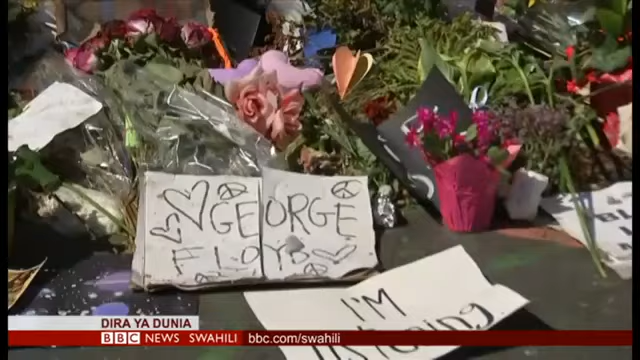 GEORGE
FLOYD
I'M
DIRA YA DUNIA
BBC NEWS SWAHILI bbc.com/swahili